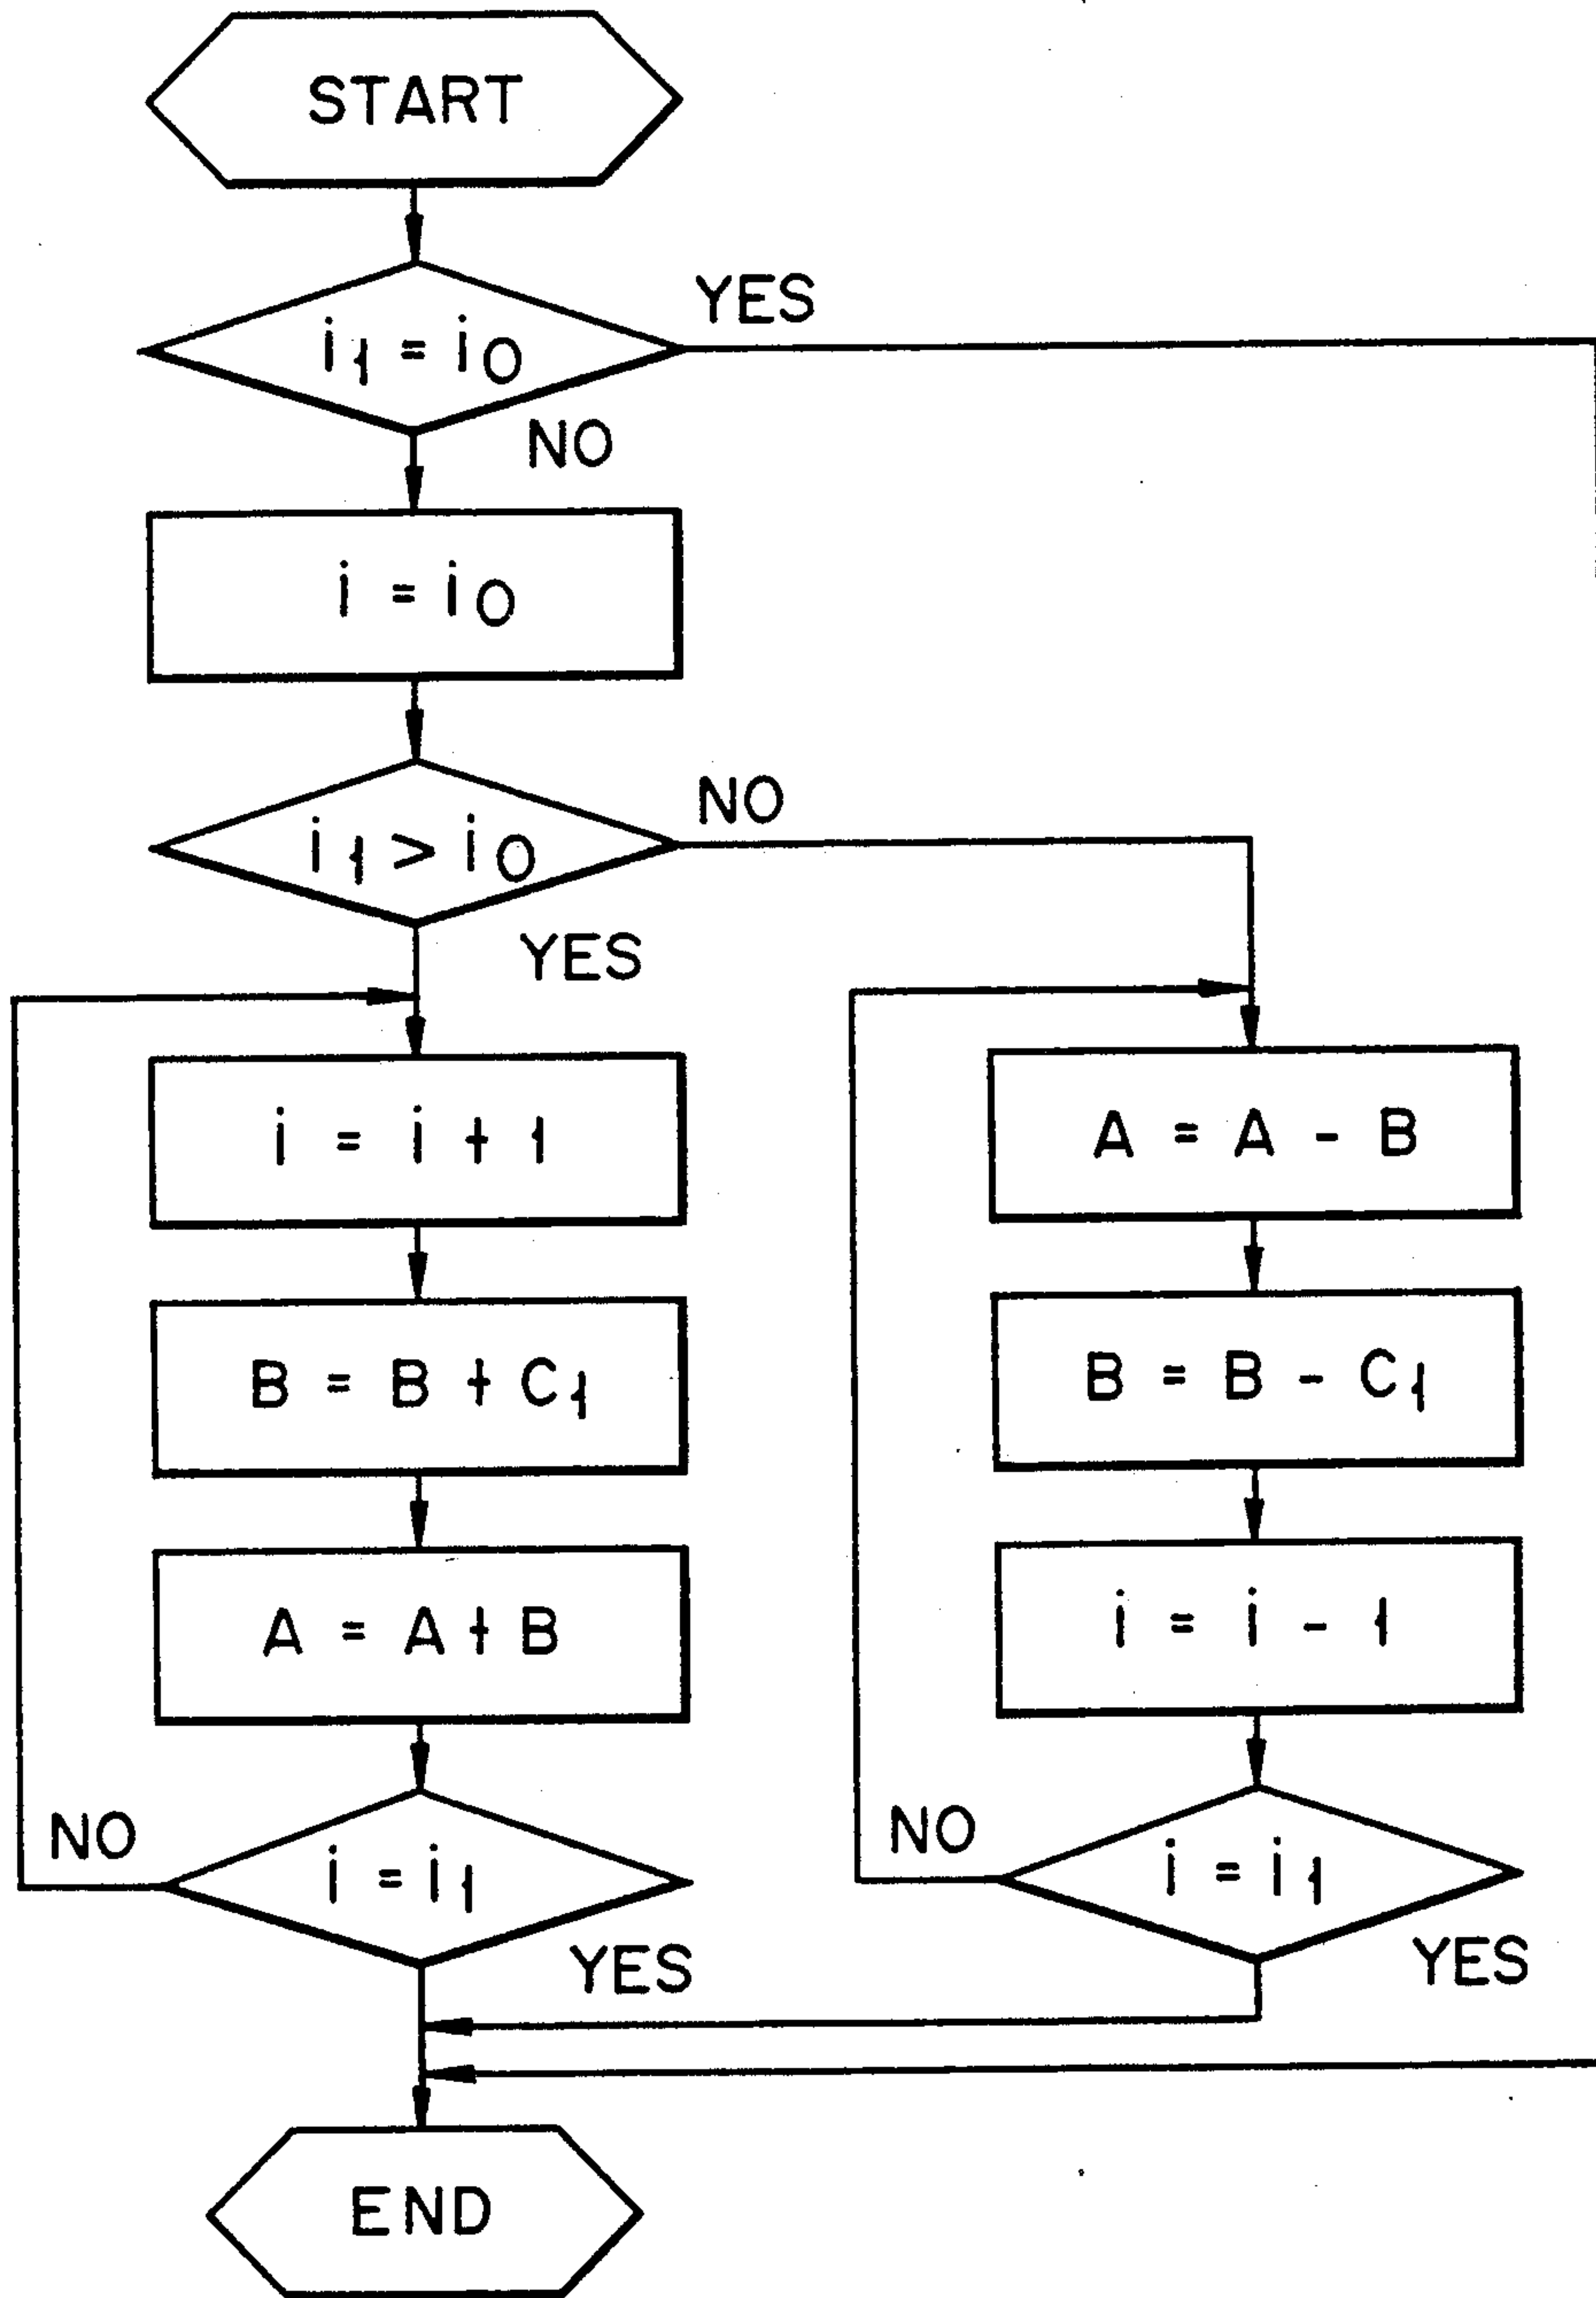 START
i₁ = i₀
YES
NO
i = i₀
i₁ > i₀
NO
YES
i = i + 1
B = B + C₁
A = A + B
i = i₁
NO
YES
A = A - B
B = B - C₁
i = i - 1
i = i₁
NO
YES
END